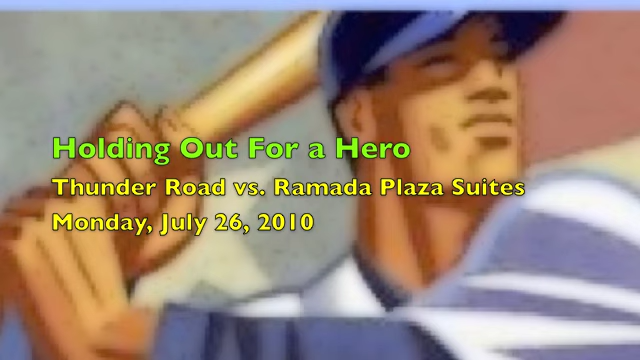 Holding Out For a Hero
Thunder Road vs. Ramada Plaza Suites
Monday, July 26, 2010